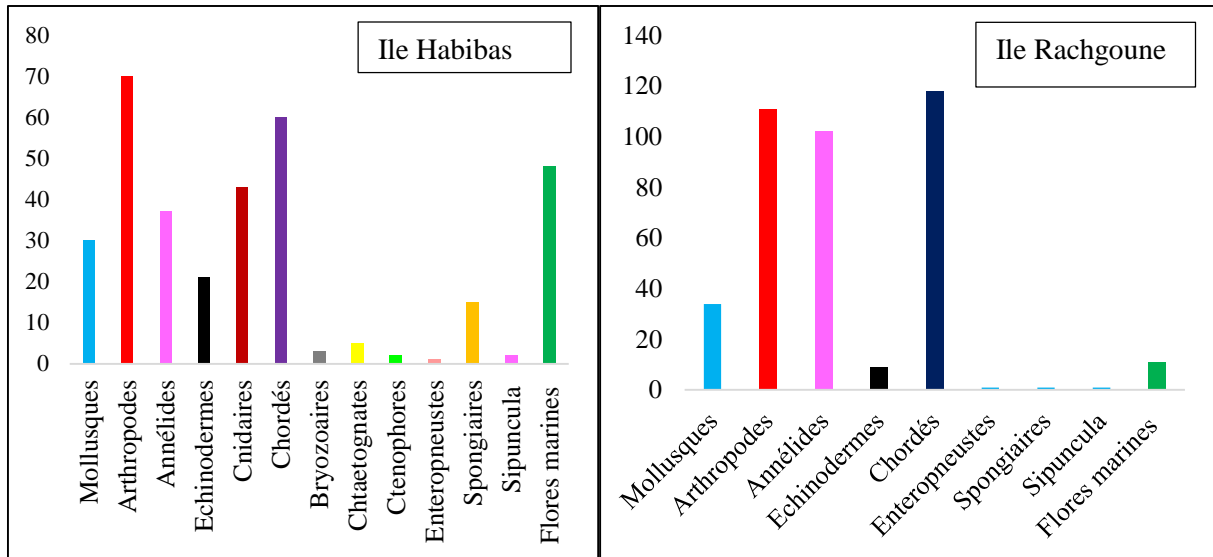 Ile Habibas
80
70
60
50
40
30
20
10
0
Mollusques
Arthropodes
Annélides
Echinodermes
Cnidaires
Chordés
Bryozoaires
Chtaetognates
Ctenophores
Enteropneustes
Spongiaires
Sipuncula
Flores marines
Ile Rachgoune
140
120
100
80
60
40
20
0
Mollusques
Arthropodes
Annélides
Echinodermes
Chordés
Enteropneustes
Spongiaires
Sipuncula
Flores marines